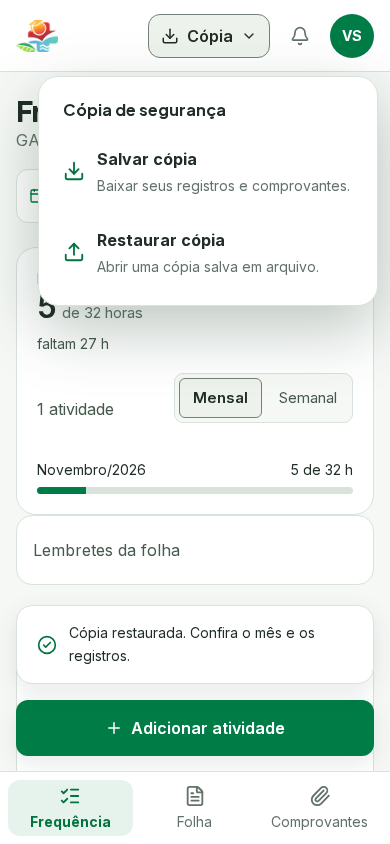 Cópia
VS
Cópia de segurança
Salvar cópia
Baixar seus registros e comprovantes.
Restaurar cópia
Abrir uma cópia salva em arquivo.
5 de 32 horas
faltam 27 h
1 atividade
Mensal
Semanal
Novembro/2026
5 de 32 h
Lembretes da folha
Cópia restaurada. Confira o mês e os
registros.
Adicionar atividade
Frequência
Folha
Comprovantes